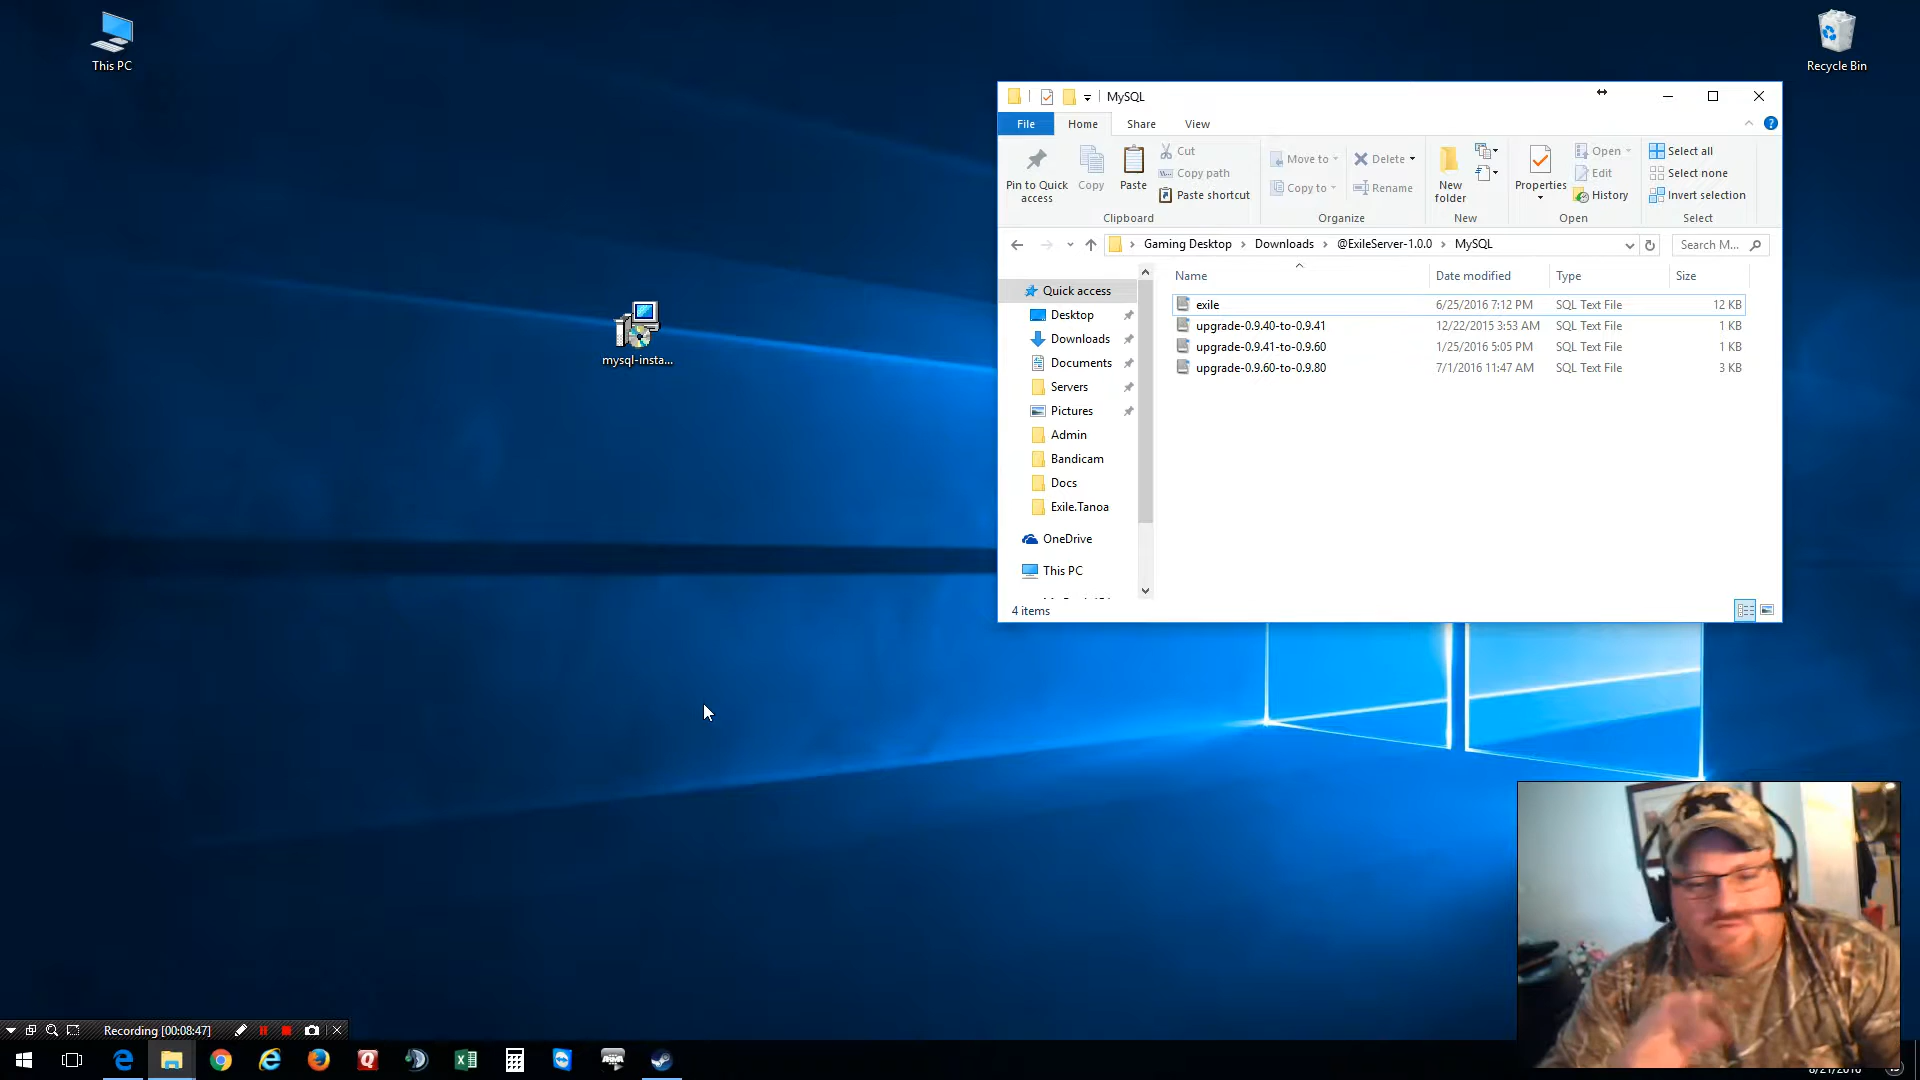 This PC
Recycle Bin
mysql-insta...
MySQL
File Home Share View
Pin to Quick access
Copy
Paste
Cut
Copy path
Paste shortcut
Clipboard
Move to
Copy to
Delete
Rename
Organize
New folder
New
Properties
Open
Edit
History
Open
Select all
Select none
Invert selection
Select
Gaming Desktop Downloads @ExileServer-1.0.0 MySQL
Search M...
Name Date modified Type Size
exile 6/25/2016 7:12 PM SQL Text File 12 KB
upgrade-0.9.40-to-0.9.41 12/22/2015 3:53 AM SQL Text File 1 KB
upgrade-0.9.41-to-0.9.60 1/25/2016 5:05 PM SQL Text File 1 KB
upgrade-0.9.60-to-0.9.80 7/1/2016 11:47 AM SQL Text File 3 KB
Quick access
Desktop
Downloads
Documents
Servers
Pictures
Admin
Bandicam
Docs
Exile.Tanoa
OneDrive
This PC
4 items
Recording [00:08:47]